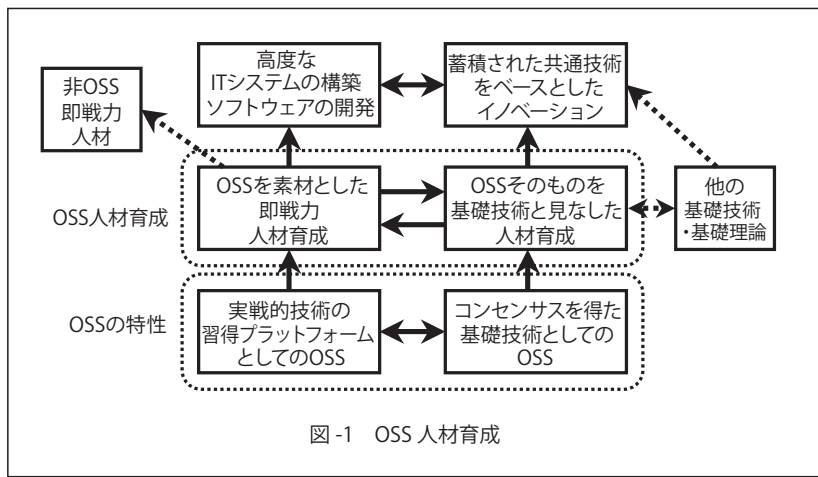 高度な
ITシステムの構築
ソフトウェアの開発
蓄積された共通技術
をベースとした
イノベーション
非OSS
即戦力
人材
OSS人材育成
OSSを素材とした
即戦力
人材育成
OSSそのものを
基礎技術と見なした
人材育成
他の
基礎技術
・基礎理論
OSSの特性
実戦的技術の
習得プラットフォーム
としてのOSS
コンセンサスを得た
基礎技術としての
OSS
図-1 OSS人材育成